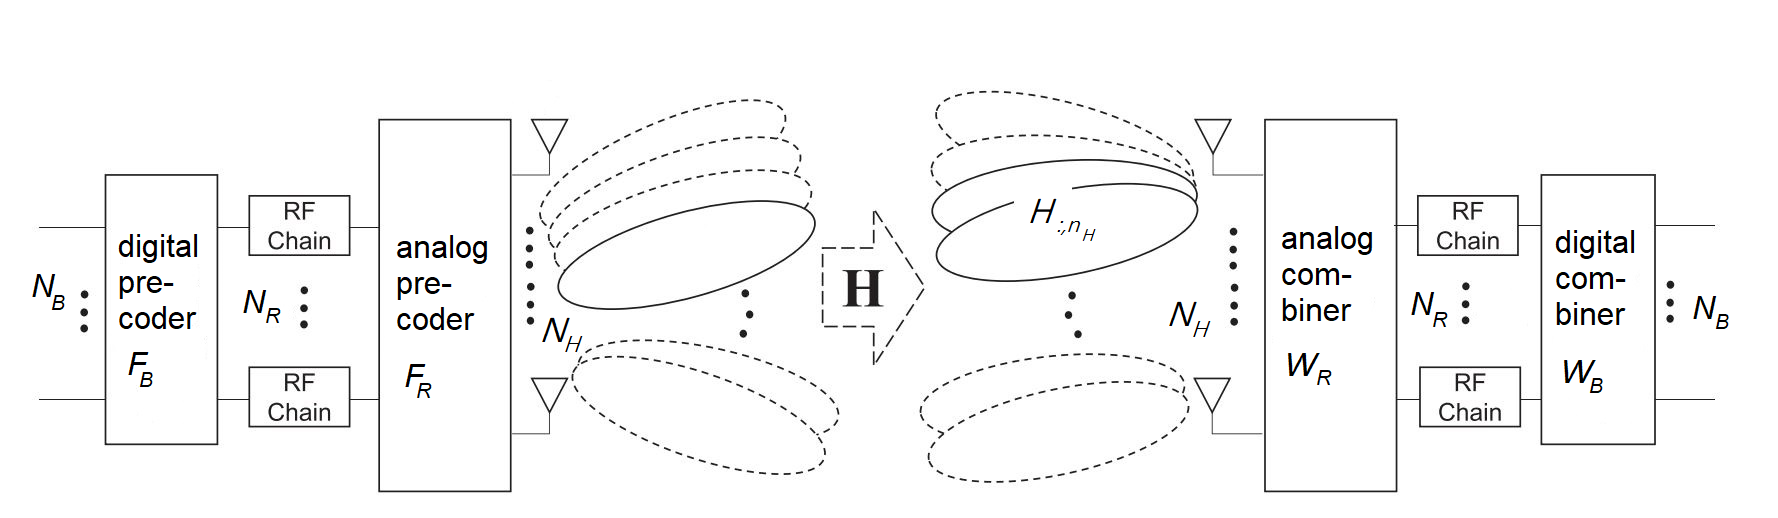 N_B
digital
pre-
coder
F_B
RF
Chain
N_R
RF
Chain
analog
pre-
coder
F_R
N_H
H
H_:,n_H
N_H
analog
com-
biner
W_R
RF
Chain
N_R
RF
Chain
digital
com-
biner
W_B
N_B